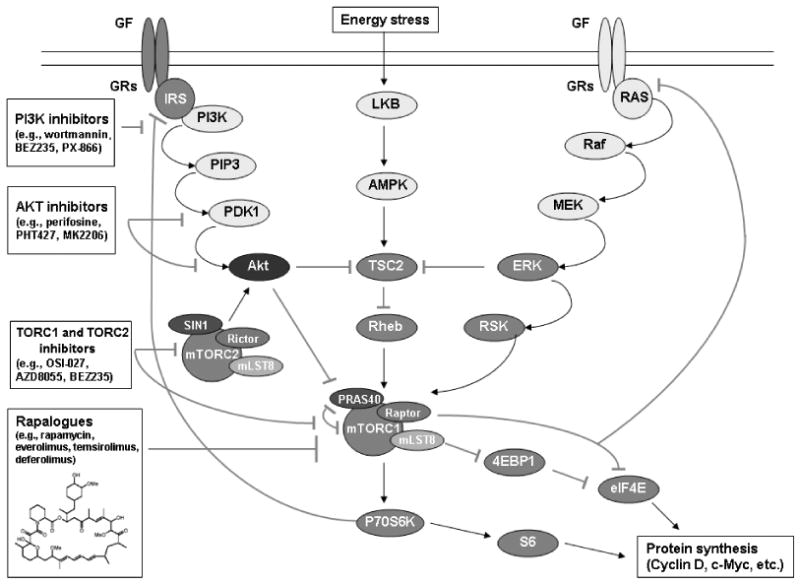 GF
Energy stress
GF
GRs
GRs
IRS
RAS
PI3K inhibitors
(e.g., wortmannin,
BEZ235, PX-866)
PI3K
LKB
Raf
PIP3
AMPK
AKT inhibitors
(e.g., perifosine,
PHT427, MK2206)
PDK1
MEK
Akt
TSC2
ERK
TORC1 and TORC2
inhibitors
(e.g., OSI-027,
AZD8055, BEZ235)
SIN1
Rictor
mTORC2
mLST8
Rheb
RSK
PRAS40
Raptor
mTORC1
mLST8
Rapalogues
(e.g., rapamycin,
everolimus, temsirolimus,
deferolimus)
4EBP1
eIF4E
P70S6K
S6
Protein synthesis
(Cyclin D, c-Myc, etc.)
OH
OMe